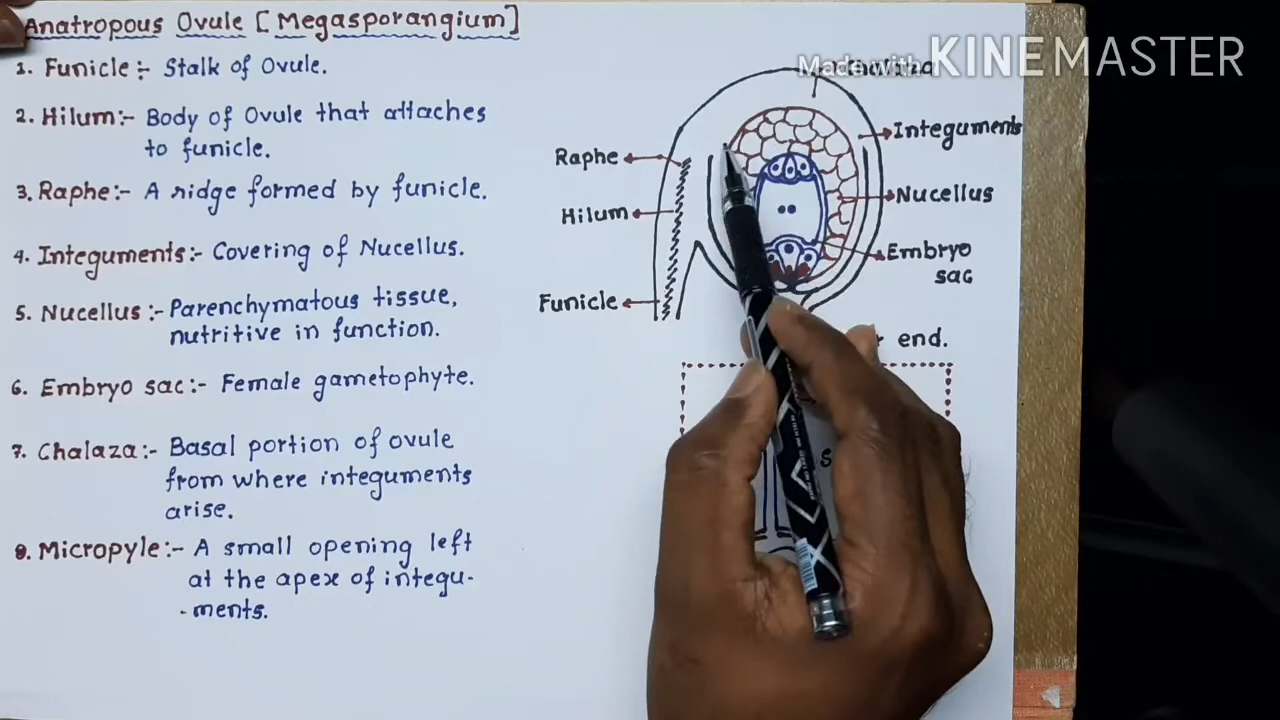 Anatropous Ovule [Megasporangium]
1. Funicle:- Stalk of Ovule.
2. Hilum:- Body of Ovule that attaches
to funicle.
3. Raphe:- A ridge formed by funicle.
4. Integuments:- Covering of Nucellus.
5. Nucellus:- Parenchymatous tissue,
nutritive in function.
6. Embryo sac:- Female gametophyte.
7. Chalaza:- Basal portion of ovule
from where integuments
arise.
8. Micropyle:- A small opening left
at the apex of integu-
-ments.
Made with KINEMASTER
Integuments
Raphe
Nucellus
Hilum
Embryo
sac
Funicle
end.